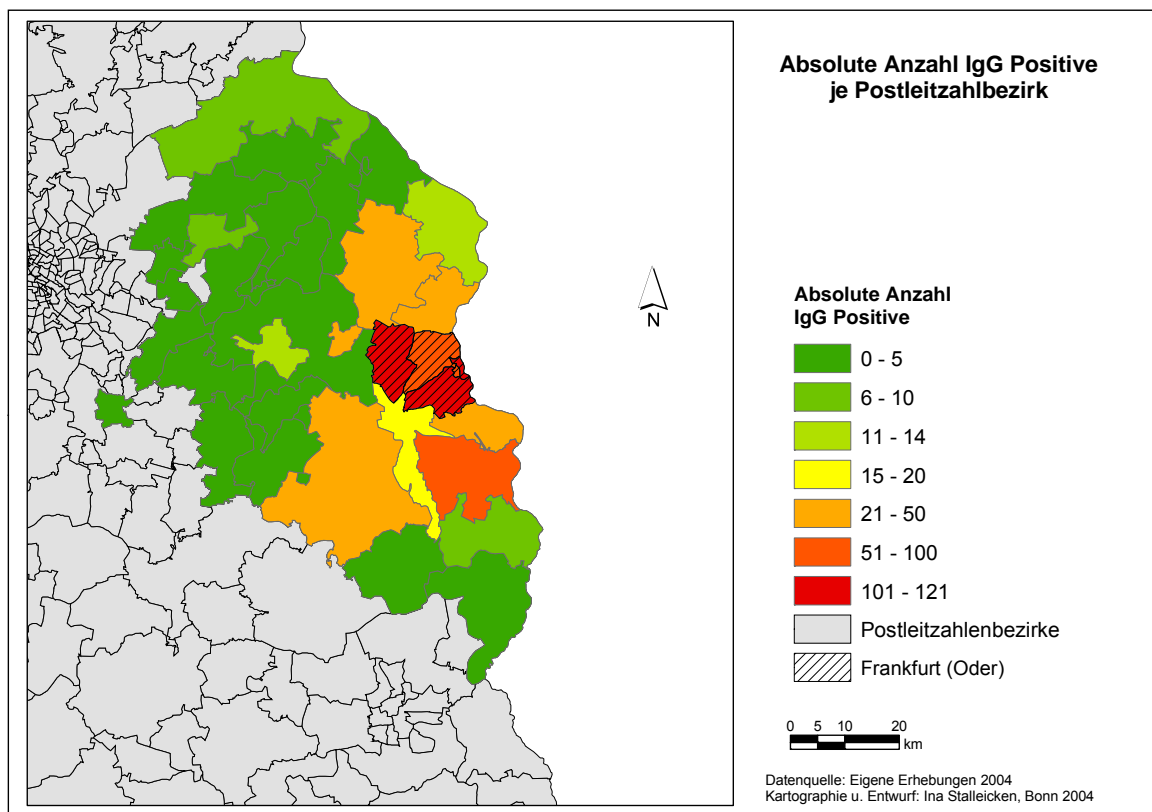 Absolute Anzahl IgG Positive
je Postleitzahlbezirk
N
Absolute Anzahl
IgG Positive
0 - 5
6 - 10
11 - 14
15 - 20
21 - 50
51 - 100
101 - 121
Postleitzahlenbezirke
Frankfurt (Oder)
0 5 10 20
km
Datenquelle: Eigene Erhebungen 2004
Kartographie u. Entwurf: Ina Stalleicken, Bonn 2004